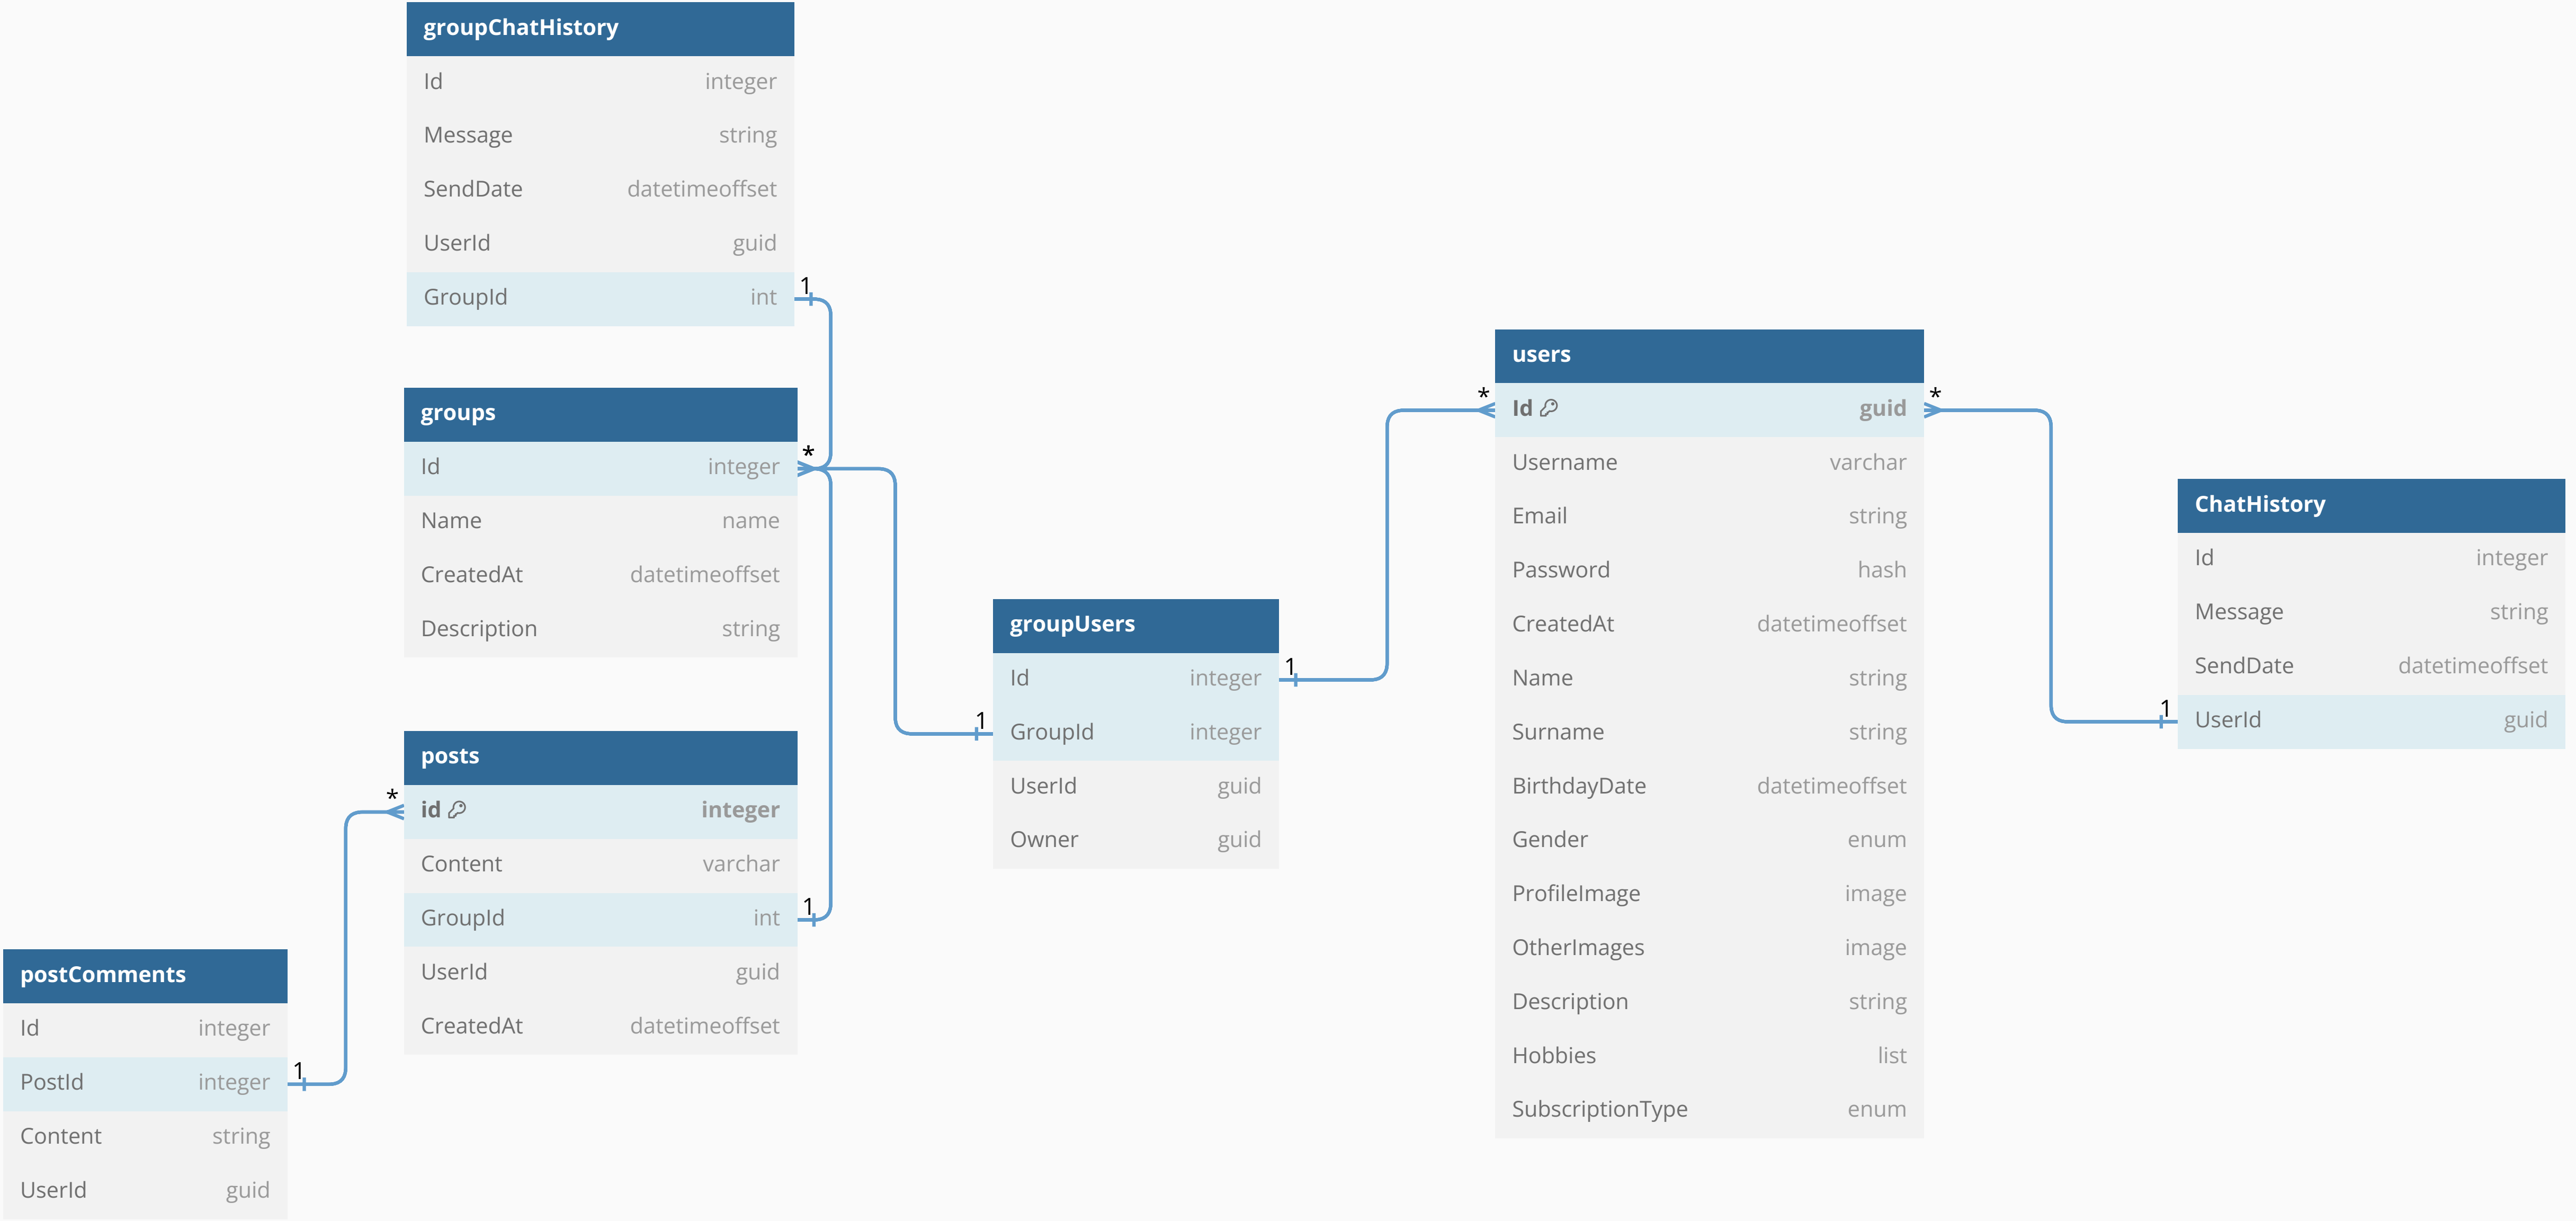 groupChatHistory
Id integer
Message string
SendDate datetimeoffset
UserId guid
GroupId int
1
groups
*
Id integer
Name name
CreatedAt datetimeoffset
Description string
posts
*
id integer
Content varchar
GroupId int
1
UserId guid
CreatedAt datetimeoffset
postComments
Id integer
PostId integer
1
Content string
UserId guid
groupUsers
Id integer
1
1
GroupId integer
UserId guid
Owner guid
users
*
*
Id guid
Username varchar
Email string
Password hash
CreatedAt datetimeoffset
Name string
Surname string
BirthdayDate datetimeoffset
Gender enum
ProfileImage image
OtherImages image
Description string
Hobbies list
SubscriptionType enum
ChatHistory
Id integer
Message string
SendDate datetimeoffset
1
UserId guid